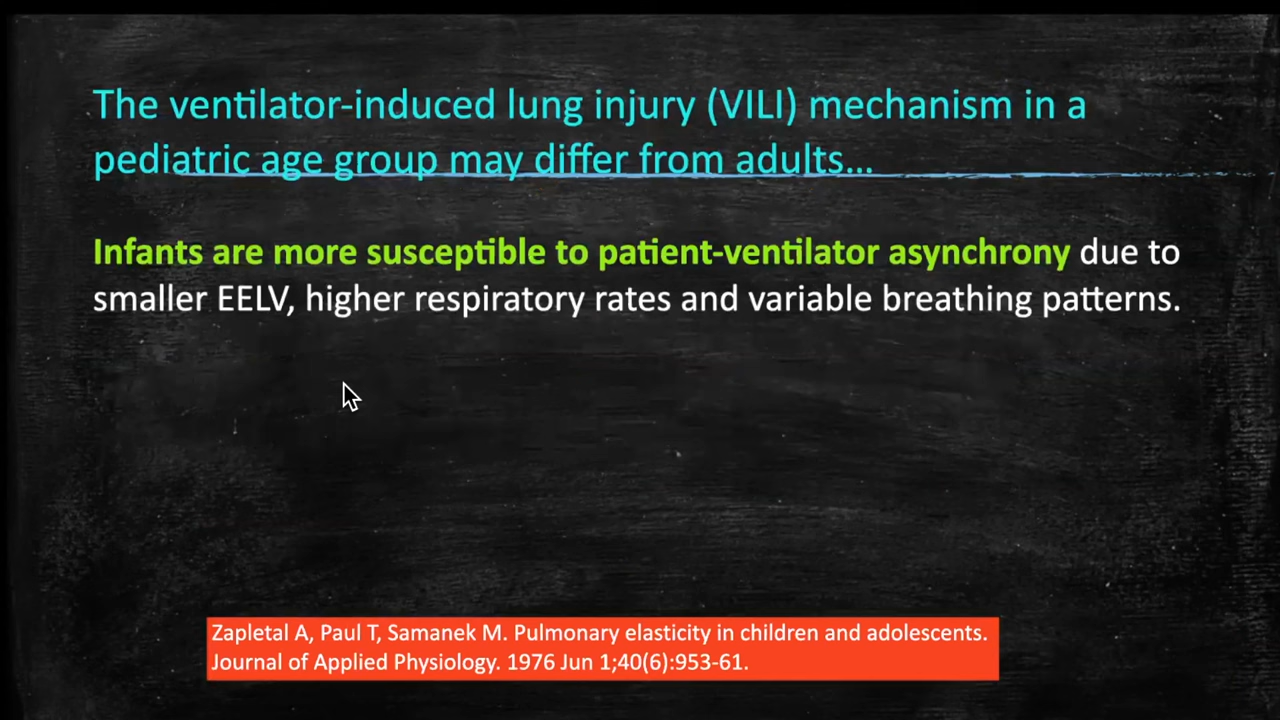 The ventilator-induced lung injury (VILI) mechanism in a
pediatric age group may differ from adults...
Infants are more susceptible to patient-ventilator asynchrony due to
smaller EELV, higher respiratory rates and variable breathing patterns.
Zapletal A, Paul T, Samanek M. Pulmonary elasticity in children and adolescents.
Journal of Applied Physiology. 1976 Jun 1;40(6):953-61.